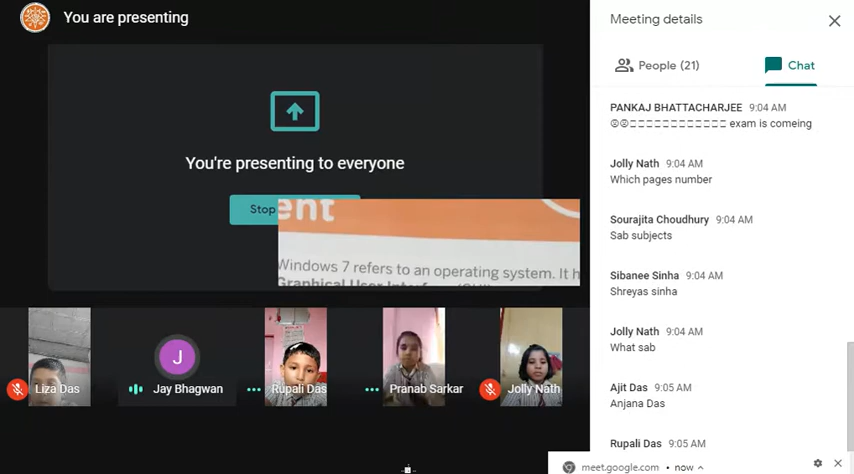 You are presenting
You're presenting to everyone
Stop
ent
Windows 7 refers to an operating system. It h
Graphical User Interface
Liza Das
J
Jay Bhagwan
Rupali Das
Pranab Sarkar
Jolly Nath
Meeting details
People (21)
Chat
PANKAJ BHATTACHARJEE 9:04 AM
exam is comeing
Jolly Nath 9:04 AM
Which pages number
Sourajita Choudhury 9:04 AM
Sab subjects
Sibanee Sinha 9:04 AM
Shreyas sinha
Jolly Nath 9:04 AM
What sab
Ajit Das 9:05 AM
Anjana Das
Rupali Das 9:05 AM
meet.google.com • now